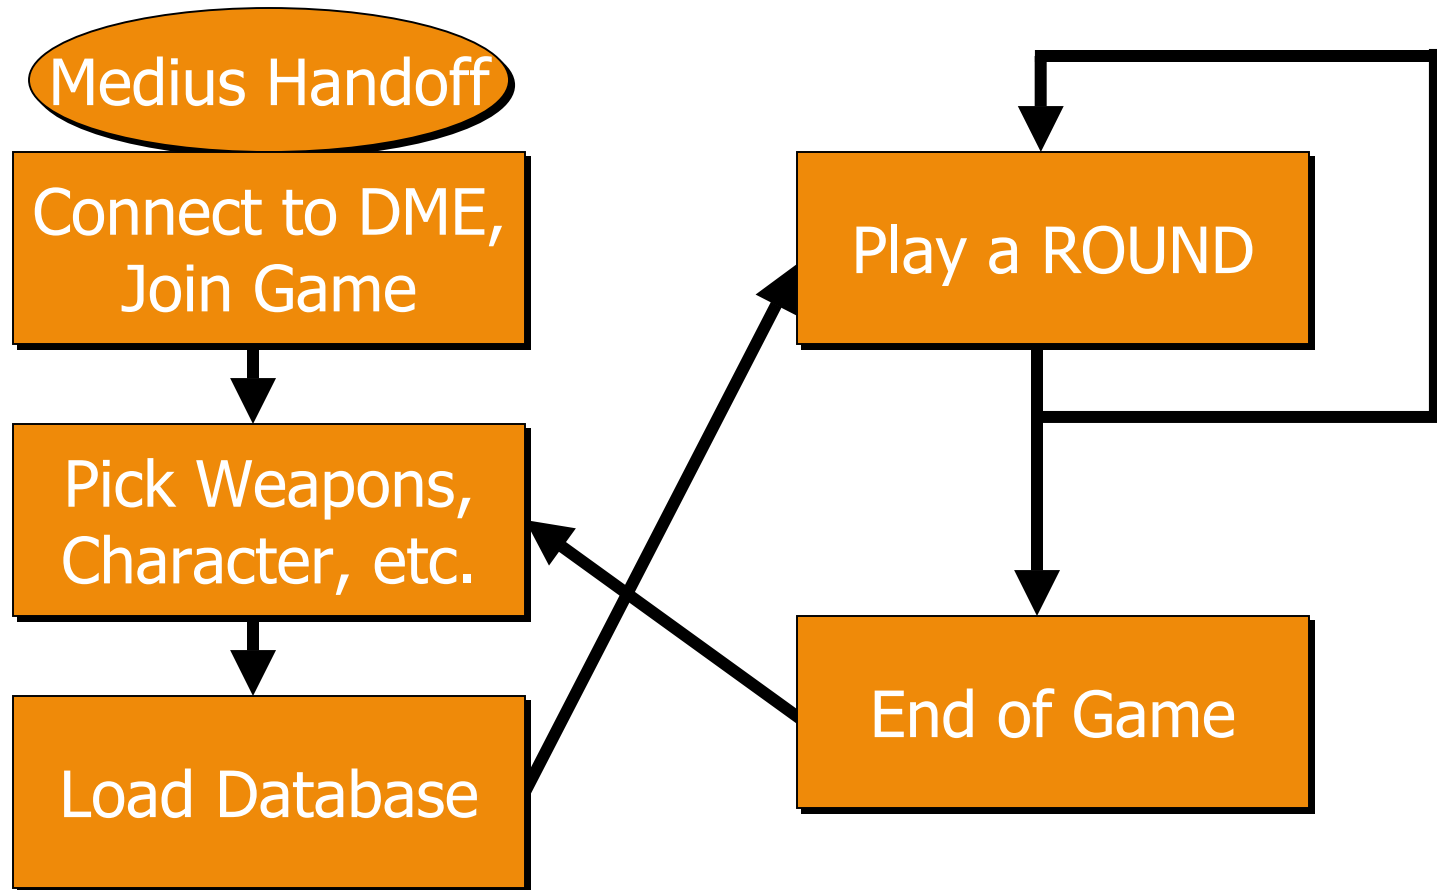 Medius Handoff
Connect to DME,
Join Game
Pick Weapons,
Character, etc.
Load Database
Play a ROUND
End of Game